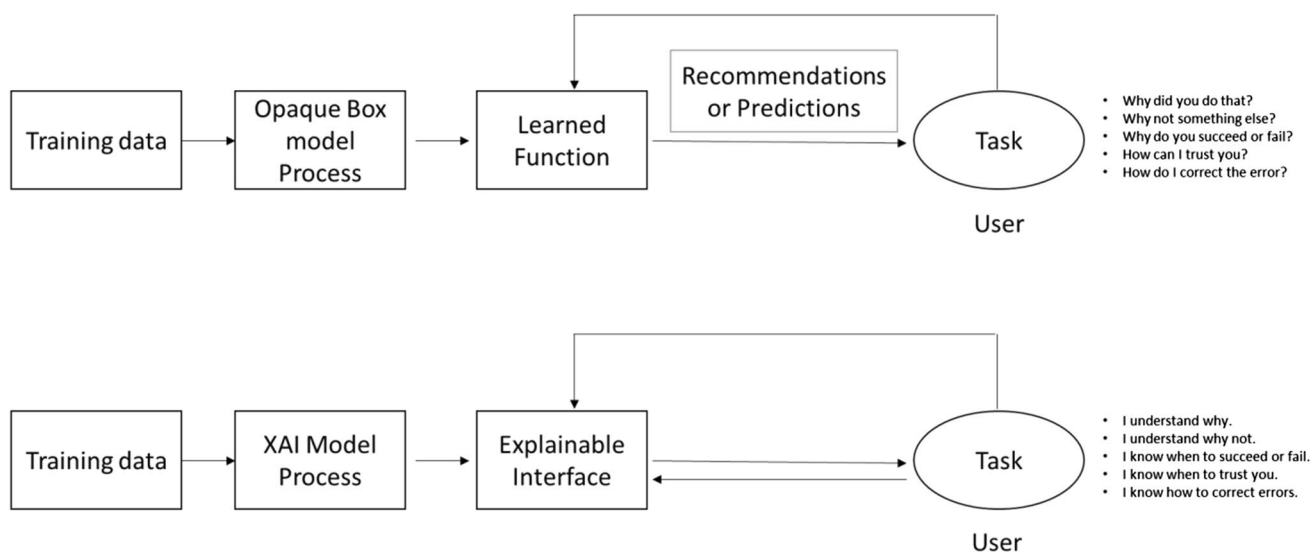 Training data
Opaque Box
model
Process
Learned
Function
Recommendations
or Predictions
Task
User
• Why did you do that?
• Why not something else?
• Why do you succeed or fail?
• How can I trust you?
• How do I correct the error?
Training data
XAI Model
Process
Explainable
Interface
Task
User
• I understand why.
• I understand why not.
• I know when to succeed or fail.
• I know when to trust you.
• I know how to correct errors.